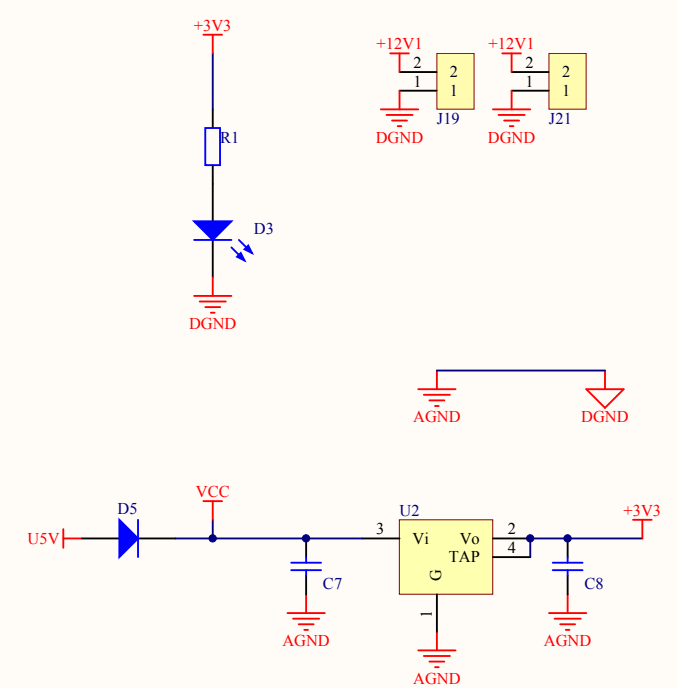 +3V3
R1
D3
DGND
+12V1
2
1
2
1
J19
DGND
+12V1
2
1
2
1
J21
DGND
AGND
DGND
U5V
D5
VCC
C7
AGND
U2
3
Vi
Vo
2
TAP
4
G
1
AGND
+3V3
C8
AGND